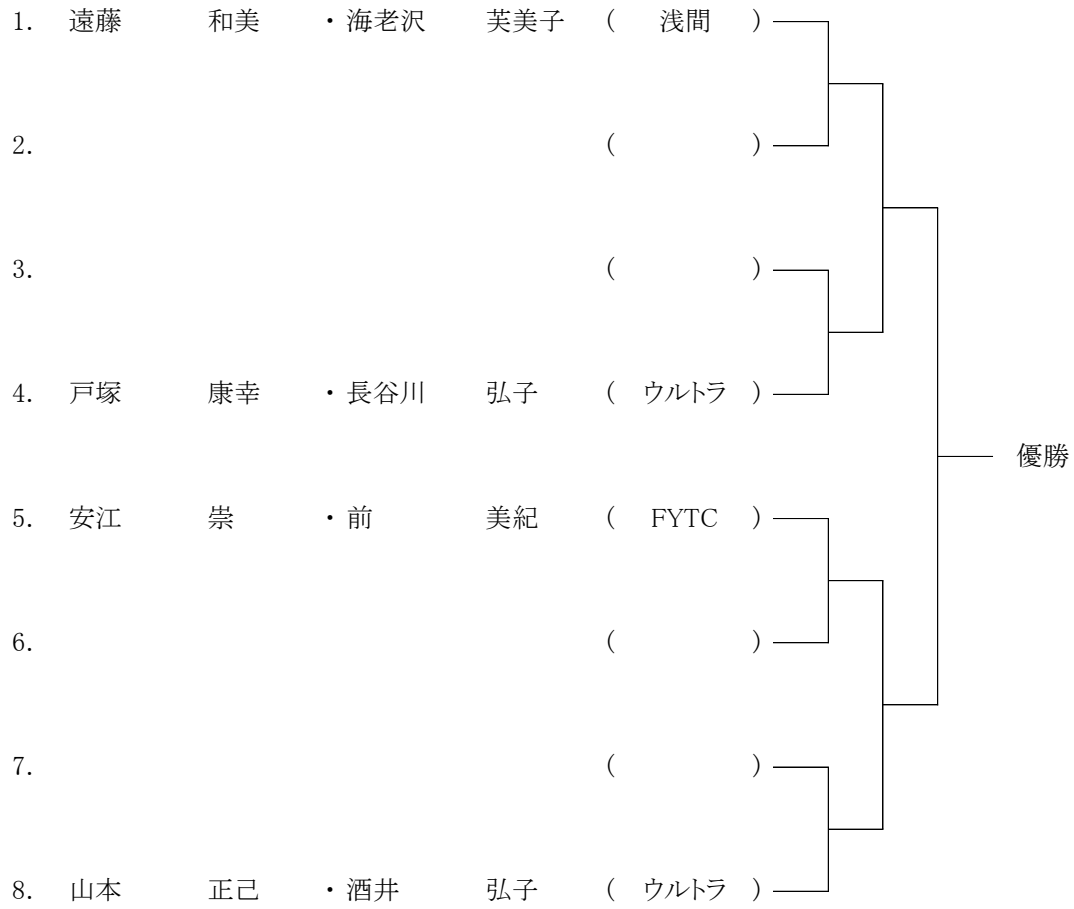 1. 遠藤 和美 ・海老沢 芙美子 ( 浅間 )
2. ( )
3. ( )
4. 戸塚 康幸 ・長谷川 弘子 ( ウルトラ )
優勝
5. 安江 崇 ・前 美紀 ( FYTC )
6. ( )
7. ( )
8. 山本 正己 ・酒井 弘子 ( ウルトラ )